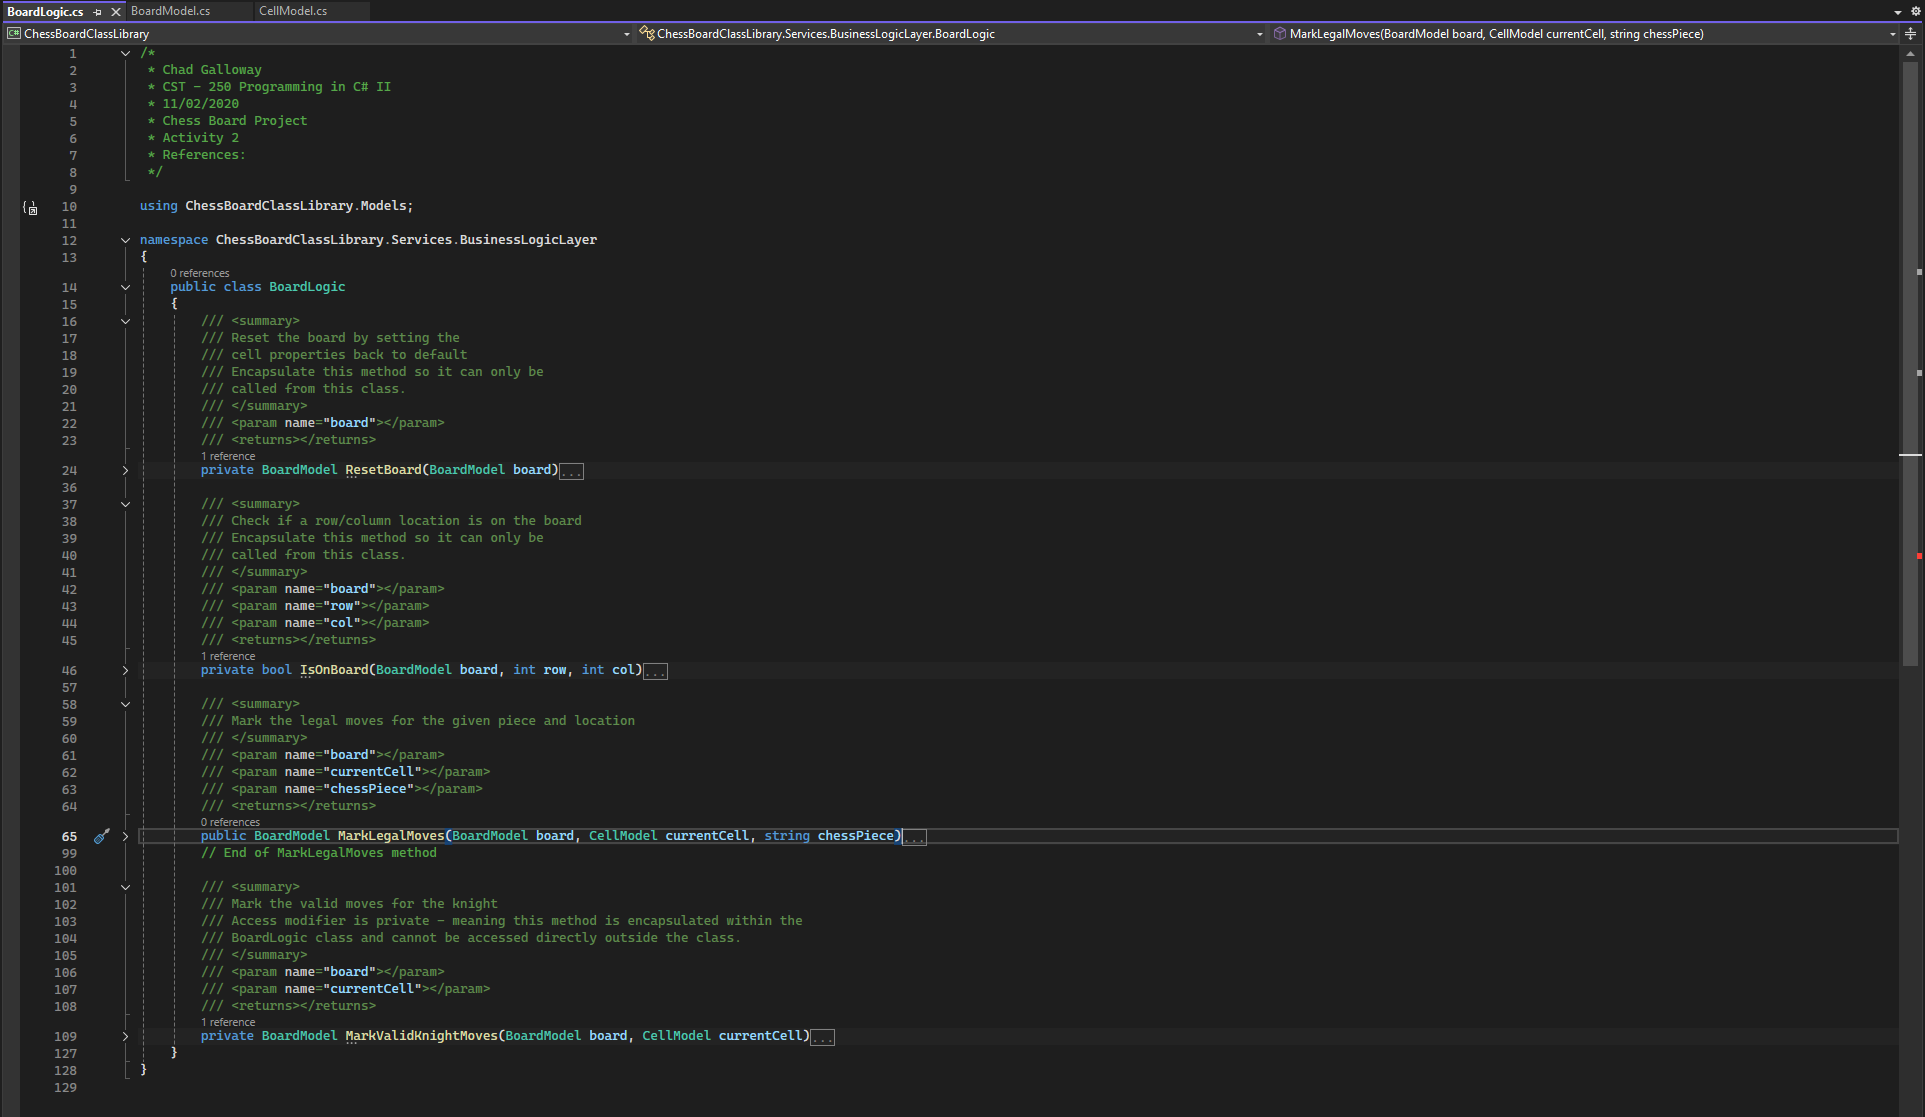 BoardLogic.cs BoardModel.cs CellModel.cs
C# ChessBoardClassLibrary ChessBoardClassLibrary.Services.BusinessLogicLayer.BoardLogic MarkLegalMoves(BoardModel board, CellModel currentCell, string chessPiece)
1 /*
2 * Chad Galloway
3 * CST - 250 Programming in C# II
4 * 11/02/2020
5 * Chess Board Project
6 * Activity 2
7 * References:
8 */
9
10 using ChessBoardClassLibrary.Models;
11
12 namespace ChessBoardClassLibrary.Services.BusinessLogicLayer
13 {
0 references
14 public class BoardLogic
15 {
16 /// <summary>
17 /// Reset the board by setting the
18 /// cell properties back to default
19 /// Encapsulate this method so it can only be
20 /// called from this class.
21 /// </summary>
22 /// <param name="board"></param>
23 /// <returns></returns>
1 reference
24 private BoardModel ResetBoard(BoardModel board)...
36
37 /// <summary>
38 /// Check if a row/column location is on the board
39 /// Encapsulate this method so it can only be
40 /// called from this class.
41 /// </summary>
42 /// <param name="board"></param>
43 /// <param name="row"></param>
44 /// <param name="col"></param>
45 /// <returns></returns>
1 reference
46 private bool IsOnBoard(BoardModel board, int row, int col)...
57
58 /// <summary>
59 /// Mark the legal moves for the given piece and location
60 /// </summary>
61 /// <param name="board"></param>
62 /// <param name="currentCell"></param>
63 /// <param name="chessPiece"></param>
64 /// <returns></returns>
0 references
65 public BoardModel MarkLegalMoves(BoardModel board, CellModel currentCell, string chessPiece)...
99 // End of MarkLegalMoves method
100
101 /// <summary>
102 /// Mark the valid moves for the knight
103 /// Access modifier is private - meaning this method is encapsulated within the
104 /// BoardLogic class and cannot be accessed directly outside the class.
105 /// </summary>
106 /// <param name="board"></param>
107 /// <param name="currentCell"></param>
108 /// <returns></returns>
1 reference
109 private BoardModel MarkValidKnightMoves(BoardModel board, CellModel currentCell)...
127 }
128 }
129